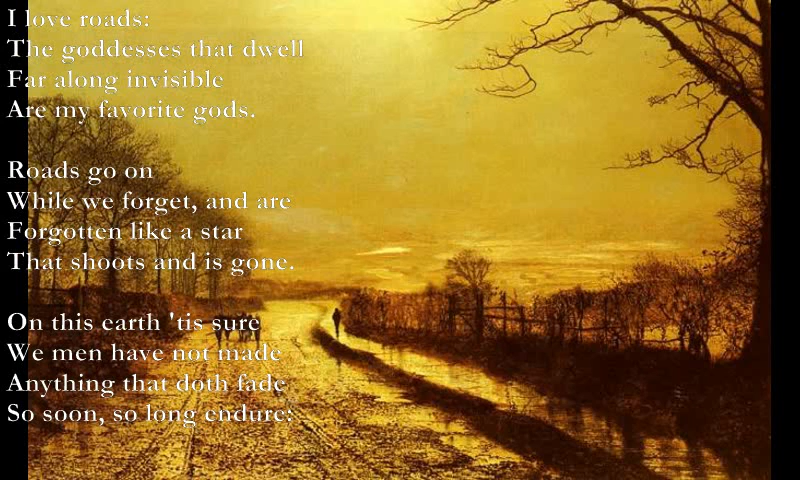 I love roads:
The goddesses that dwell
Far along invisible
Are my favorite gods.

Roads go on
While we forget, and are
Forgotten like a star
That shoots and is gone.

On this earth 'tis sure
We men have not made
Anything that doth fade
So soon, so long endure: